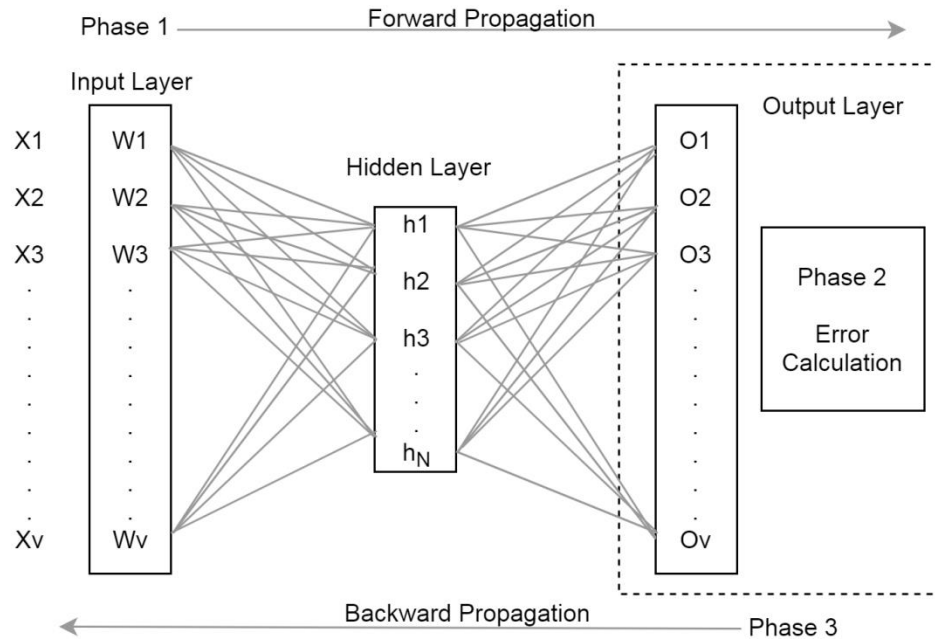 Phase 1
Forward Propagation
Input Layer
Output Layer
Hidden Layer
X1
X2
X3
.
.
.
.
.
Xv
W1
W2
W3
.
.
.
.
.
Wv
h1
h2
h3
.
.
.
hN
O1
O2
O3
.
.
.
.
.
Ov
Phase 2
Error
Calculation
Backward Propagation
Phase 3